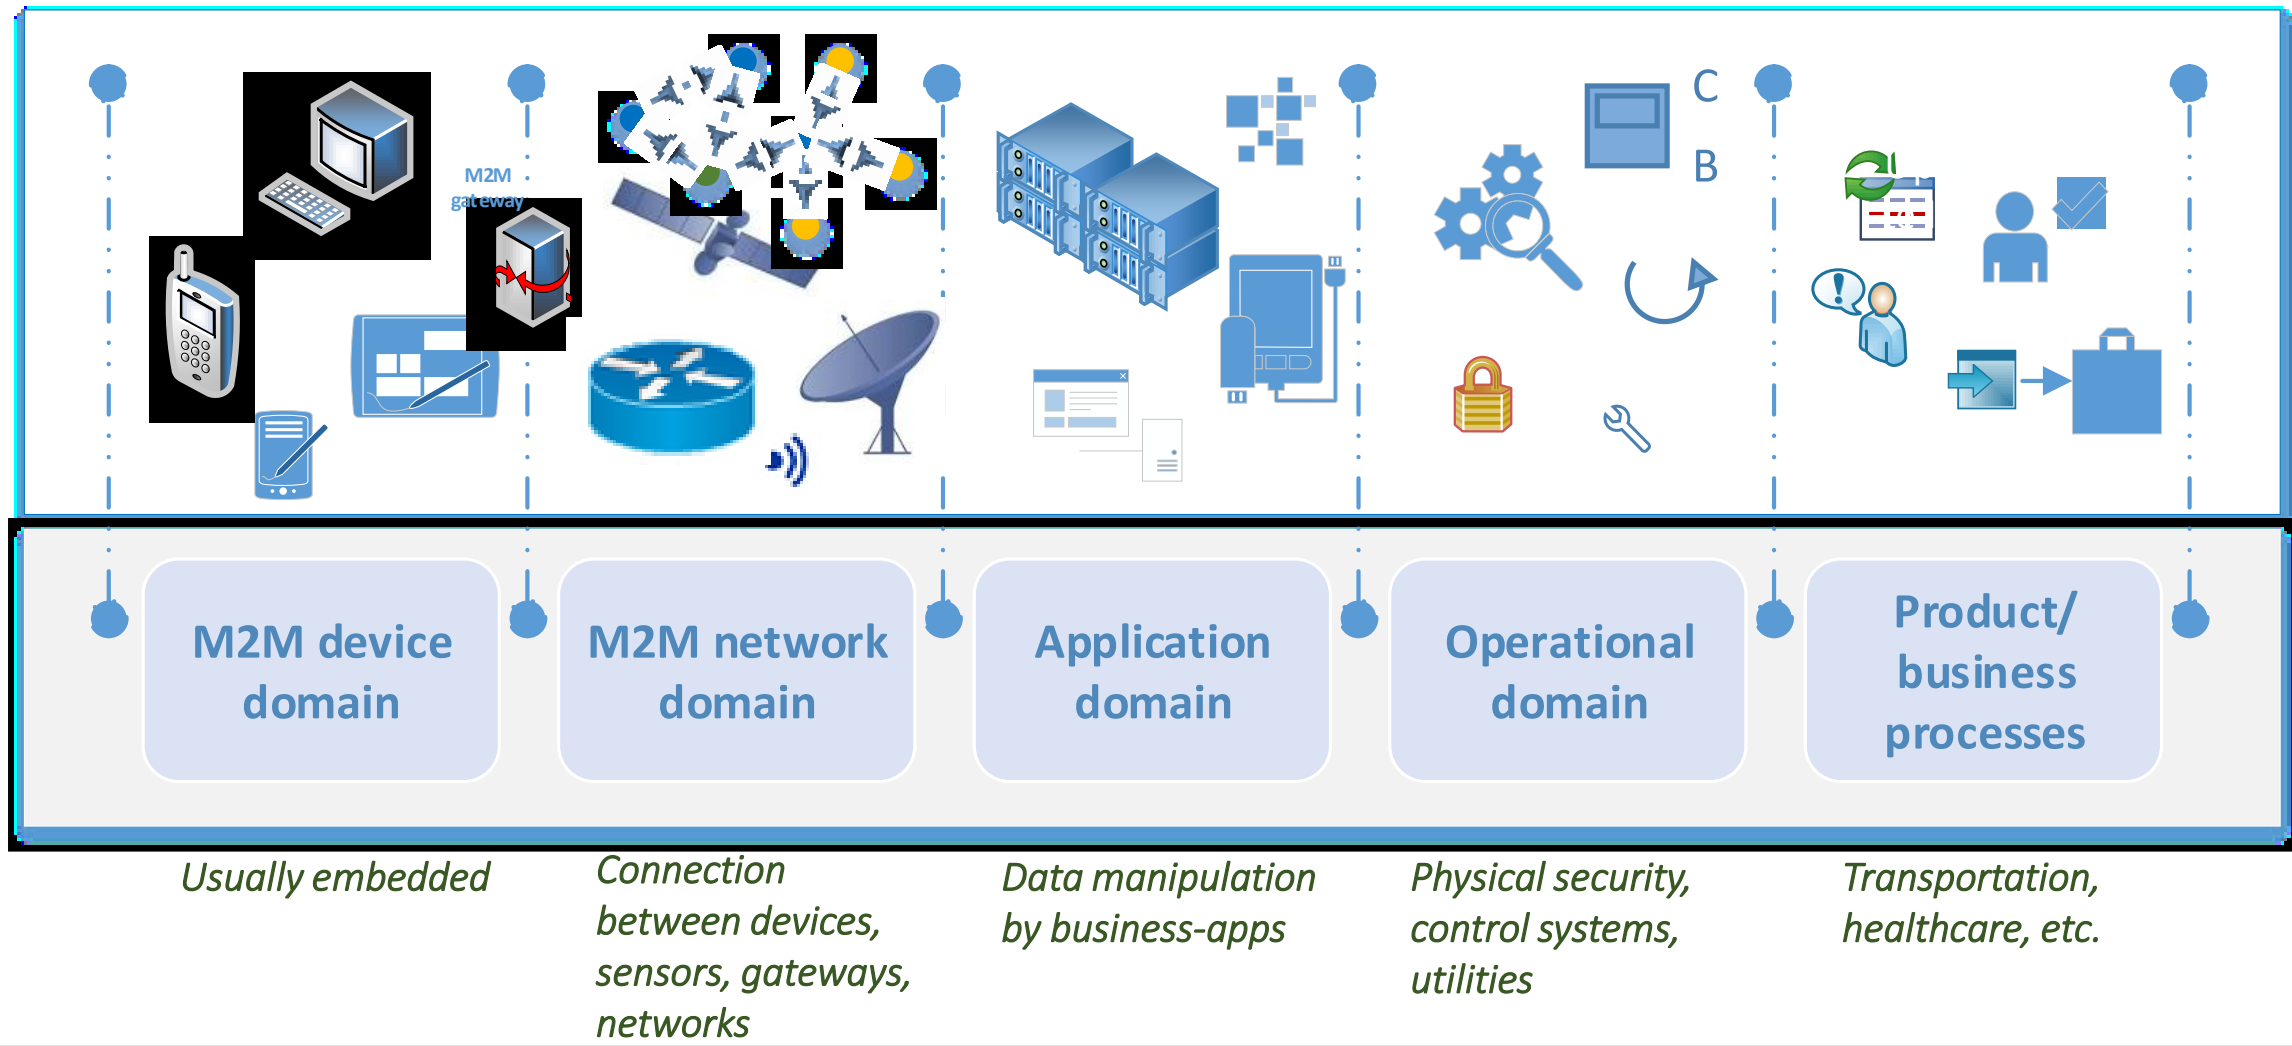 M2M
gateway
C
B
M2M device
domain
M2M network
domain
Application
domain
Operational
domain
Product/
business
processes
Usually embedded
Connection
between devices,
sensors, gateways,
networks
Data manipulation
by business-apps
Physical security,
control systems,
utilities
Transportation,
healthcare, etc.